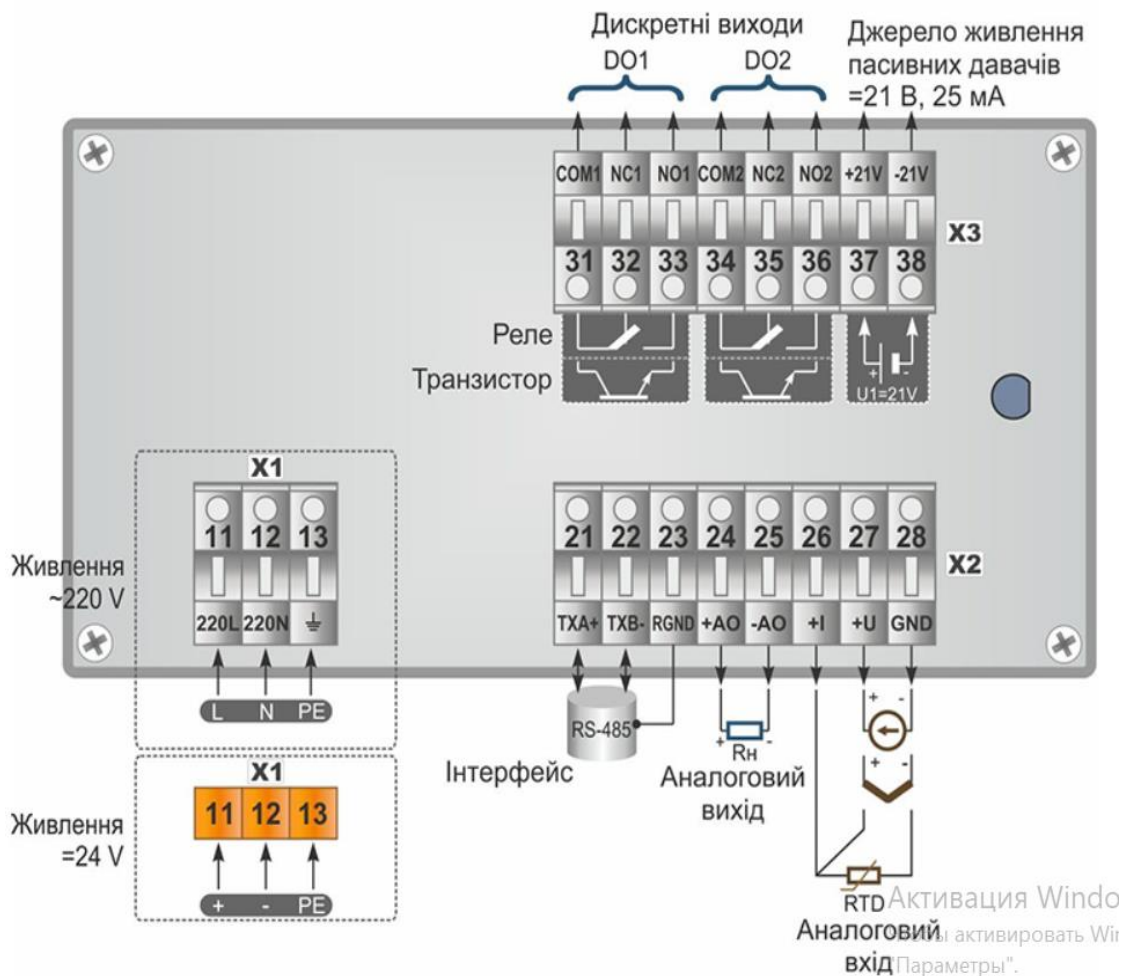 Дискретні виходи
DO1
DO2
Джерело живлення
пасивних давачів
=21 В, 25 мА
COM1 NC1 NO1 COM2 NC2 NO2 +21V -21V
X3
31 32 33 34 35 36 37 38
Реле
Транзистор
+ -
U1=21V
X1
11 12 13
Живлення
~220 V
220L 220N
L N PE
21 22 23 24 25 26 27 28
X2
TXA+ TXB- RGND +AO -AO +I +U GND
RS-485
Інтерфейс
+ -
Rн
Аналоговий
вихід
+ -
+ -
X1
Живлення
=24 V
11 12 13
+ - PE
RTD
Аналоговий
вхід
Активация Windo
активировать Wir
"Параметры".